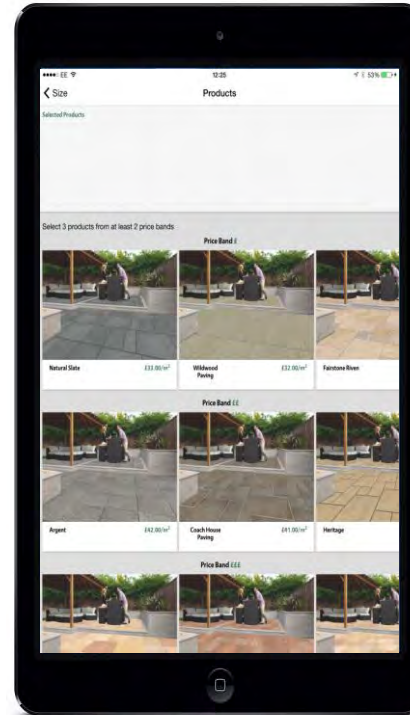 EE 12:25 53%
Size Products
Selected Products
Select 3 products from at least 2 price bands
Price Band £
Natural Slate £33.00/m² Wildwood £32.00/m² Fairstone Riven
Paving
Price Band ££
Argent £42.00/m² Coach House £41.00/m² Heritage
Paving
Price Band £££